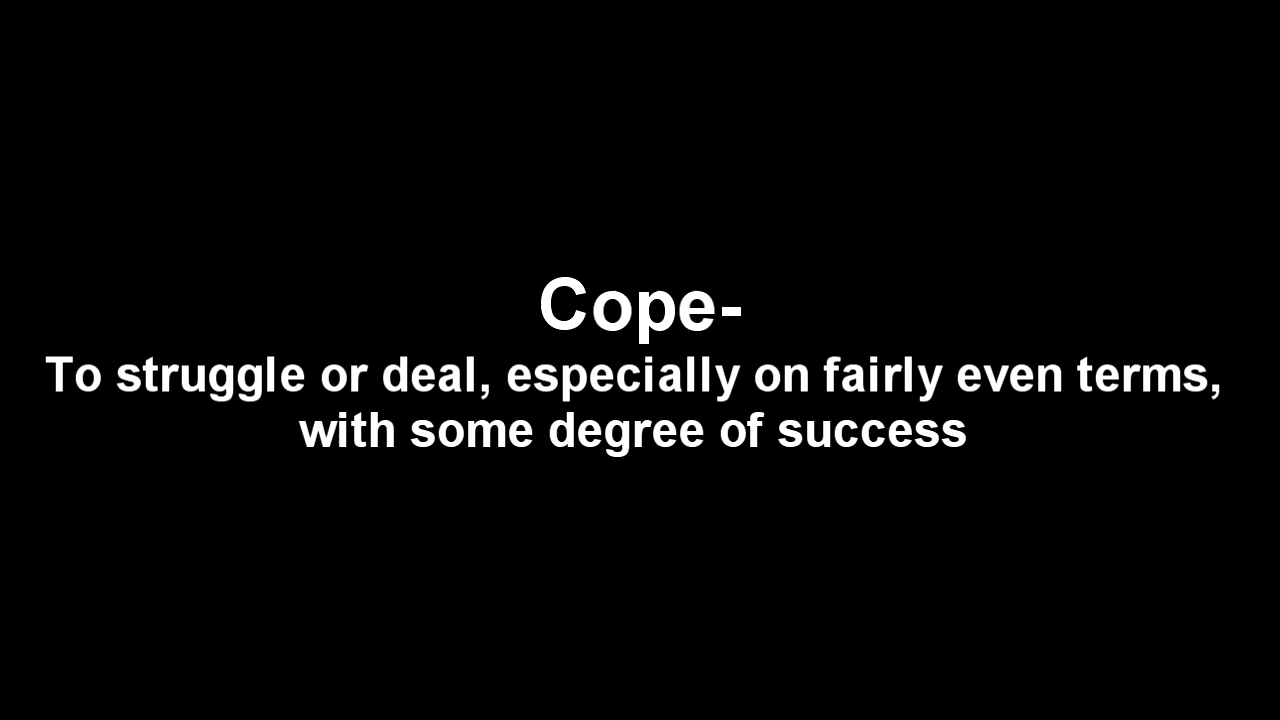 Cope-
To struggle or deal, especially on fairly even terms,
with some degree of success